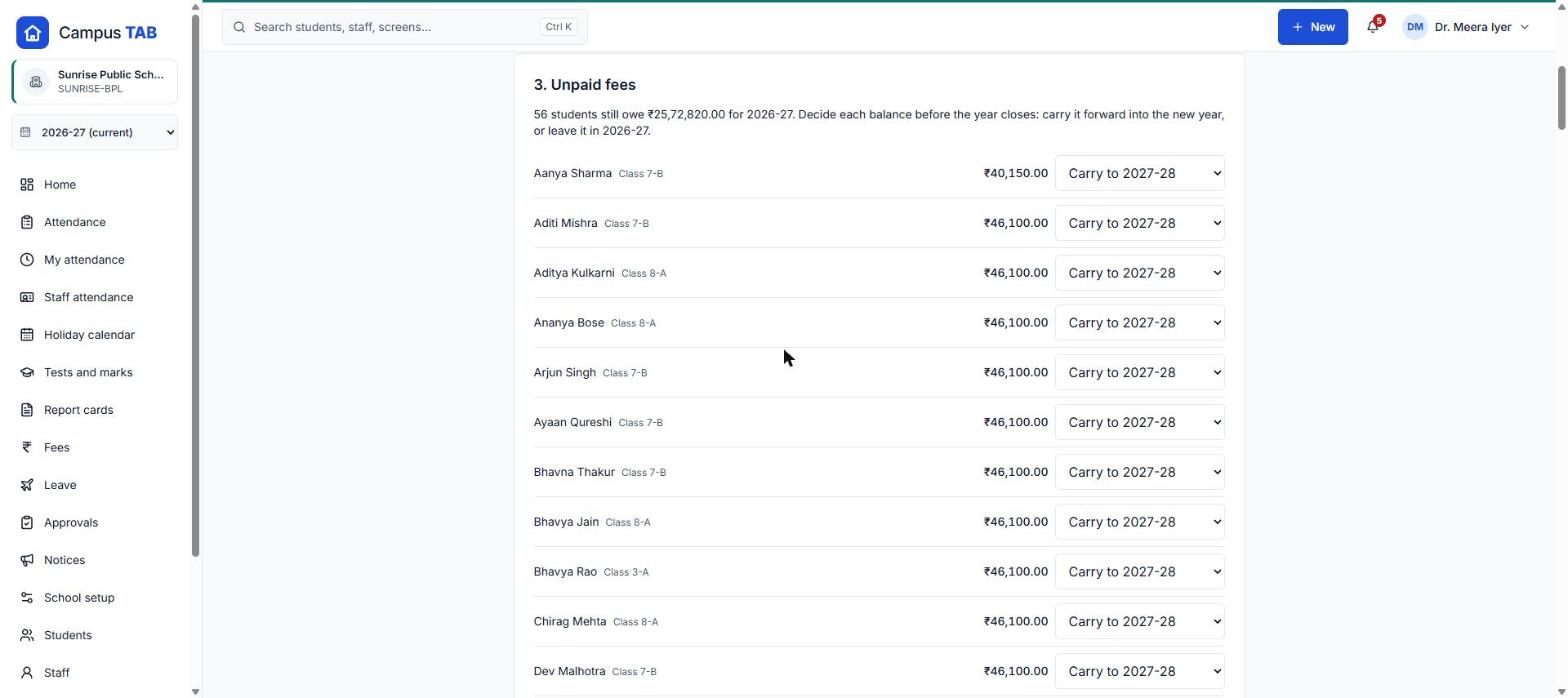 Campus TAB
Search students, staff, screens...
Ctrl K
+ New
5
DM
Dr. Meera Iyer
Sunrise Public Sch...
SUNRISE-BPL
2026-27 (current)
Home
Attendance
My attendance
Staff attendance
Holiday calendar
Tests and marks
Report cards
₹ Fees
Leave
Approvals
Notices
School setup
Students
Staff
3. Unpaid fees
56 students still owe ₹25,72,820.00 for 2026-27. Decide each balance before the year closes: carry it forward into the new year,
or leave it in 2026-27.
Aanya Sharma Class 7-B ₹40,150.00 Carry to 2027-28
Aditi Mishra Class 7-B ₹46,100.00 Carry to 2027-28
Aditya Kulkarni Class 8-A ₹46,100.00 Carry to 2027-28
Ananya Bose Class 8-A ₹46,100.00 Carry to 2027-28
Arjun Singh Class 7-B ₹46,100.00 Carry to 2027-28
Ayaan Qureshi Class 7-B ₹46,100.00 Carry to 2027-28
Bhavna Thakur Class 7-B ₹46,100.00 Carry to 2027-28
Bhavya Jain Class 8-A ₹46,100.00 Carry to 2027-28
Bhavya Rao Class 3-A ₹46,100.00 Carry to 2027-28
Chirag Mehta Class 8-A ₹46,100.00 Carry to 2027-28
Dev Malhotra Class 7-B ₹46,100.00 Carry to 2027-28